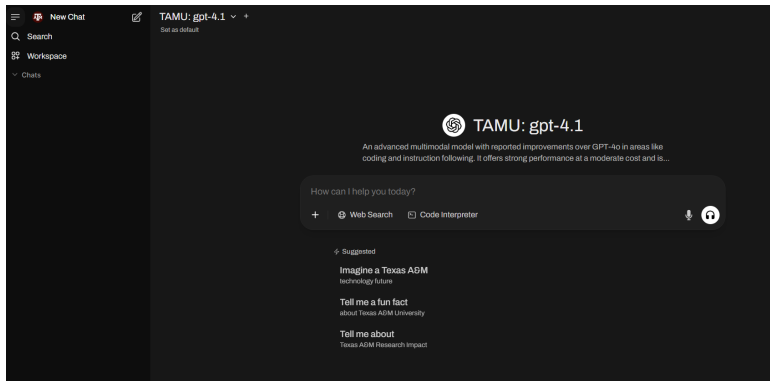 New Chat
Search
Workspace
Chats
TAMU: gpt-4.1
Set as default
TAMU: gpt-4.1
An advanced multimodal model with reported improvements over GPT-4o in areas like
coding and instruction following. It offers strong performance at a moderate cost and is...
How can I help you today?
Web Search Code Interpreter
Suggested
Imagine a Texas A&M
technology future
Tell me a fun fact
about Texas A&M University
Tell me about
Texas A&M Research Impact